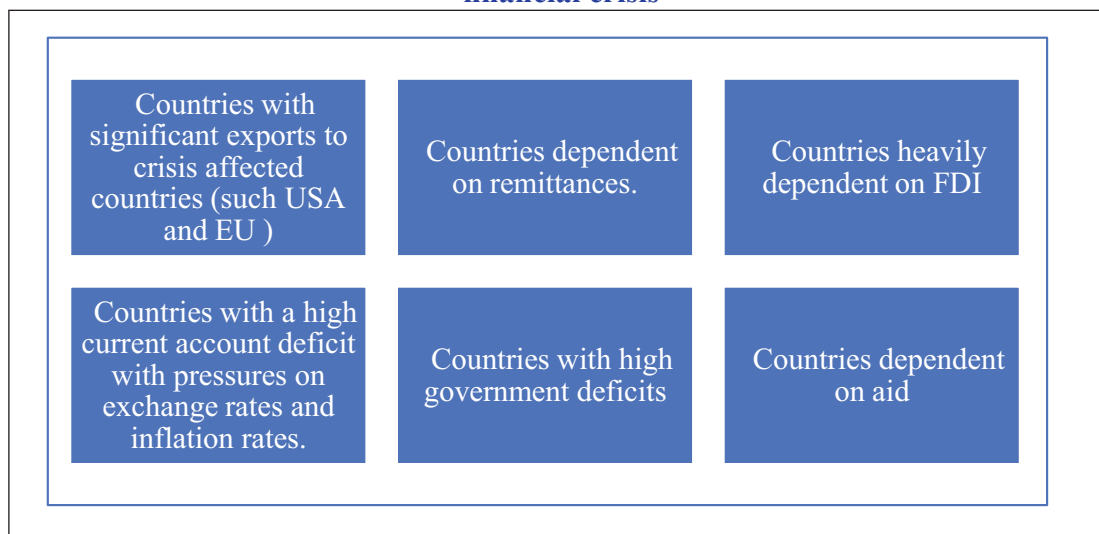 financial crisis
Countries with
significant exports to
crisis affected
countries (such USA
and EU )
Countries dependent
on remittances.
Countries heavily
dependent on FDI
Countries with a high
current account deficit
with pressures on
exchange rates and
inflation rates.
Countries with high
government deficits
Countries dependent
on aid